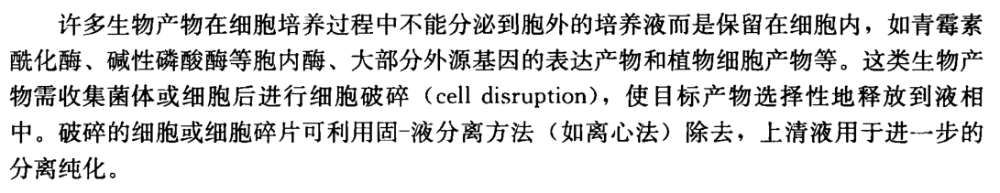 许多生物产物在细胞培养过程中不能分泌到胞外的培养液而是保留在细胞内，如青霉素
酰化酶、碱性磷酸酶等胞内酶、大部分外源基因的表达产物和植物细胞产物等。这类生物产
物需收集菌体或细胞后进行细胞破碎（cell disruption），使目标产物选择性地释放到液相
中。破碎的细胞或细胞碎片可利用固-液分离方法（如离心法）除去，上清液用于进一步的
分离纯化。